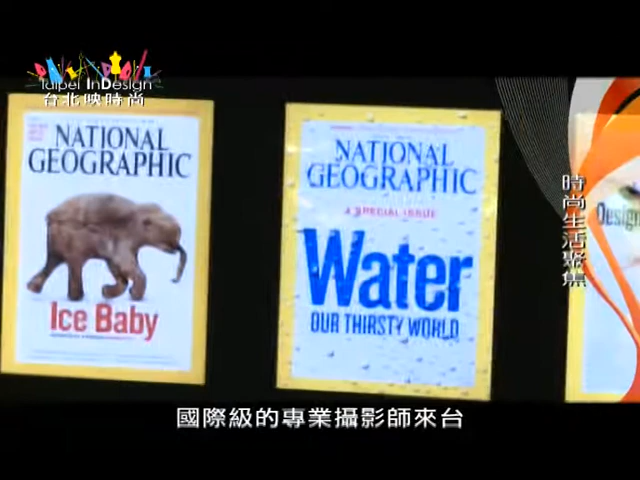 Taipei InDesign
台北映時尚
NATIONAL
GEOGRAPHIC
Ice Baby
NATIONAL
GEOGRAPHIC
A SPECIAL ISSUE
Water
OUR THIRSTY WORLD
Design
時尚生活聚焦
國際級的專業攝影師來台